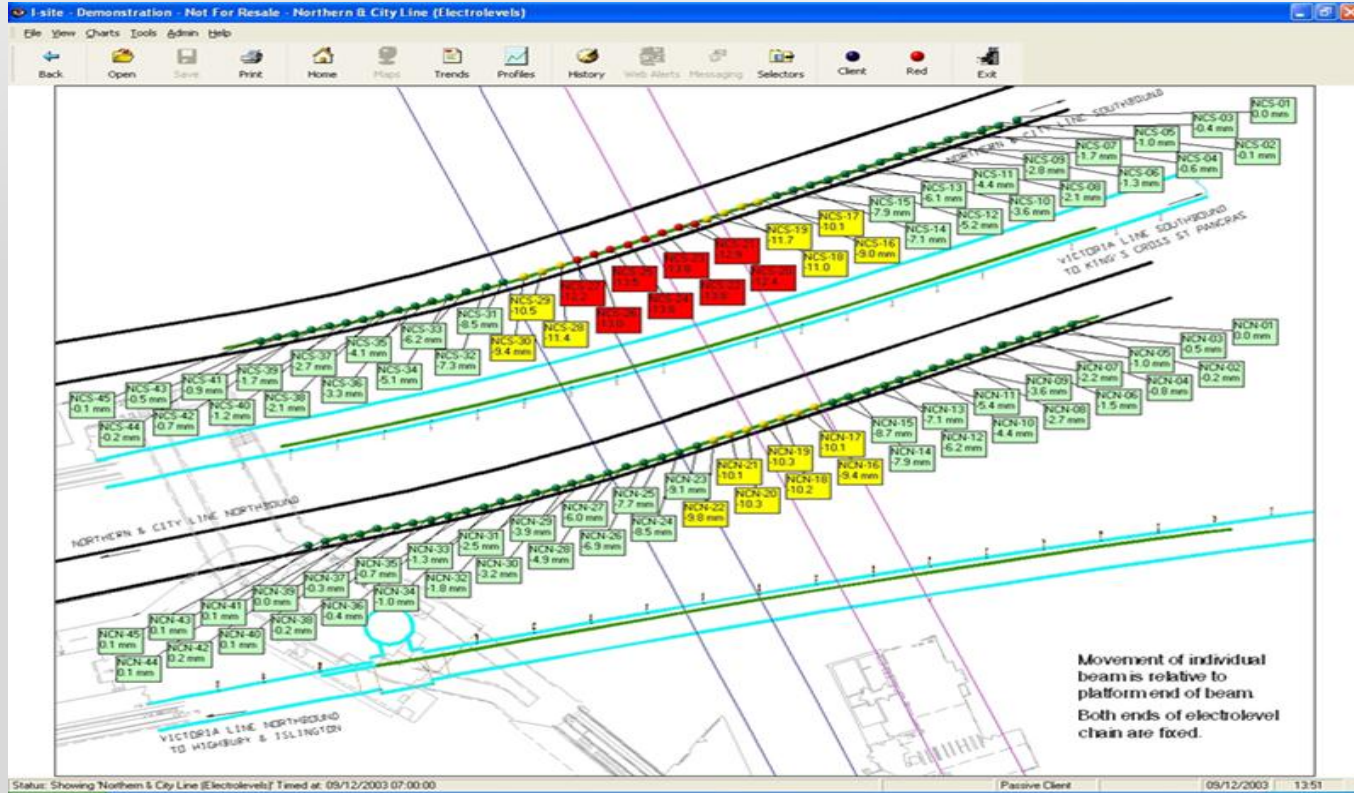 I-site - Demonstration - Not For Resale - Northern & City Line (Electrolevels)
File View Charts Tools Admin Help
Back Open Save Print Home Maps Trends Profiles History Web Alerts Messaging Selectors Client Red Exit
NORTHERN & CITY LINE SOUTHBOUND
NCS-01
0.0 mm
NCS-03
-0.4 mm
NCS-02
-0.1 mm
NCS-05
-1.0 mm
NCS-04
-0.6 mm
NCS-07
-1.7 mm
NCS-06
-1.3 mm
NCS-09
-2.8 mm
NCS-08
-2.1 mm
NCS-11
-4.4 mm
NCS-10
-3.6 mm
NCS-13
-6.1 mm
NCS-12
-5.2 mm
NCS-15
-7.9 mm
NCS-14
-7.1 mm
NCS-17
-10.1
NCS-16
-9.0 mm
NCS-19
-11.7
NCS-18
-11.0
NCS-29
-10.5
NCS-28
-11.4
NCS-31
-8.5 mm
NCS-30
-9.4 mm
NCS-33
-6.2 mm
NCS-32
-7.3 mm
NCS-35
-4.1 mm
NCS-34
-5.1 mm
NCS-37
-2.7 mm
NCS-36
-3.3 mm
NCS-39
-1.7 mm
NCS-38
-2.1 mm
NCS-41
-0.9 mm
NCS-40
-1.2 mm
NCS-43
-0.5 mm
NCS-42
-0.7 mm
NCS-45
-0.1 mm
NCS-44
-0.2 mm
VICTORIA LINE SOUTHBOUND
TO KING'S CROSS ST PANCRAS
NCN-01
0.0 mm
NCN-03
-0.5 mm
NCN-02
-0.2 mm
NCN-05
-1.0 mm
NCN-04
-0.8 mm
NCN-07
-2.2 mm
NCN-06
-1.5 mm
NCN-09
-3.6 mm
NCN-08
-2.7 mm
NCN-11
-5.4 mm
NCN-10
-4.4 mm
NCN-13
-7.1 mm
NCN-12
-6.2 mm
NCN-15
-8.7 mm
NCN-14
-7.9 mm
NCN-17
-10.1
NCN-16
-9.4 mm
NCN-19
-10.3
NCN-18
-10.2
NCN-21
-10.1
NCN-20
-10.3
NCN-23
-9.1 mm
NCN-22
-9.8 mm
NCN-25
-7.7 mm
NCN-24
-8.5 mm
NCN-27
-6.0 mm
NCN-26
-6.9 mm
NCN-29
-3.9 mm
NCN-28
-4.9 mm
NCN-31
-2.5 mm
NCN-30
-3.2 mm
NCN-33
-1.3 mm
NCN-32
-1.8 mm
NCN-35
-0.7 mm
NCN-34
-1.0 mm
NCN-37
-0.3 mm
NCN-36
-0.4 mm
NCN-39
0.0 mm
NCN-38
-0.2 mm
NCN-41
0.1 mm
NCN-40
0.1 mm
NCN-43
0.1 mm
NCN-42
0.2 mm
NCN-45
0.1 mm
NCN-44
0.1 mm
NORTHERN & CITY LINE NORTHBOUND
VICTORIA LINE NORTHBOUND
TO HIGHBURY & ISLINGTON
Movement of individual
beam is relative to
platform end of beam.
Both ends of electrolevel
chain are fixed.
Status: Showing 'Northern & City Line (Electrolevels)' Timed at: 09/12/2003 07:00:00 Passive Client 09/12/2003 13:51